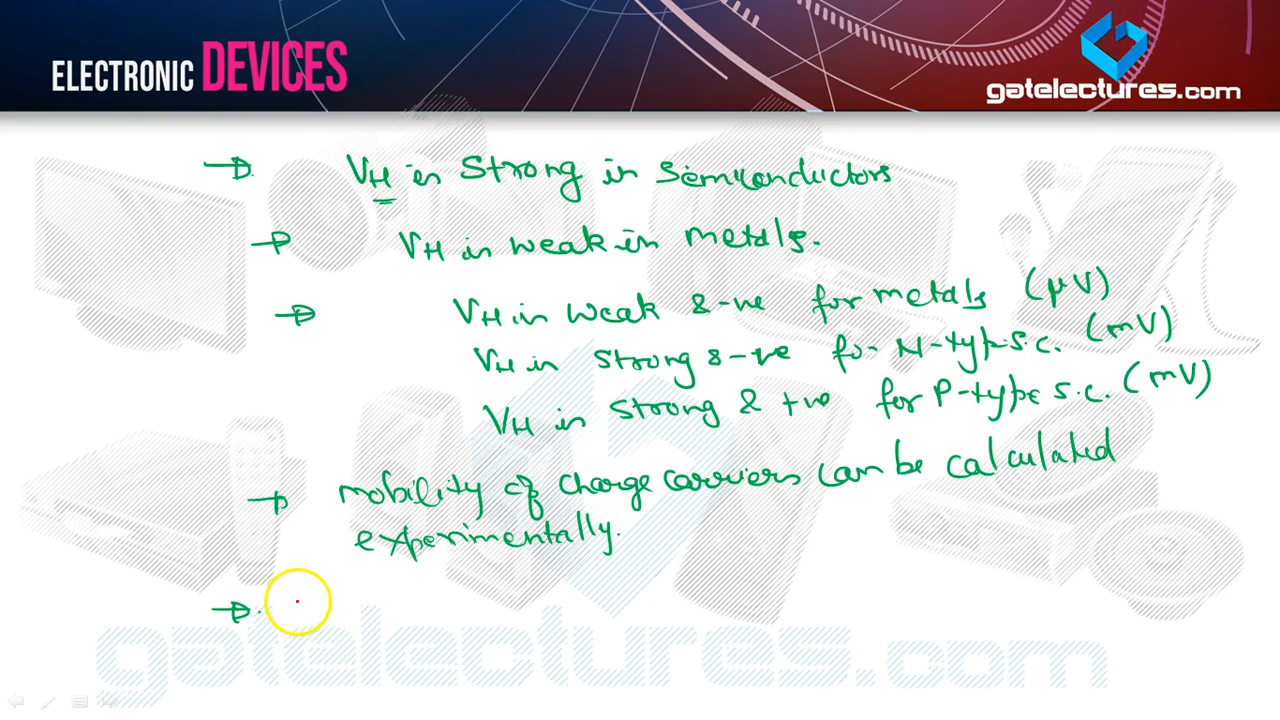 ELECTRONIC DEVICES
gatelectures.com
→ VH is Strong in Semiconductors
→ VH is weak in metals.
→ VH is weak & -ve for metals (μV)
VH is strong & -ve for N-type s.c. (mV)
VH is strong & +ve for P-type s.c. (mV)
→ mobility of charge carriers can be calculated
experimentally.
→
gatelectures.com